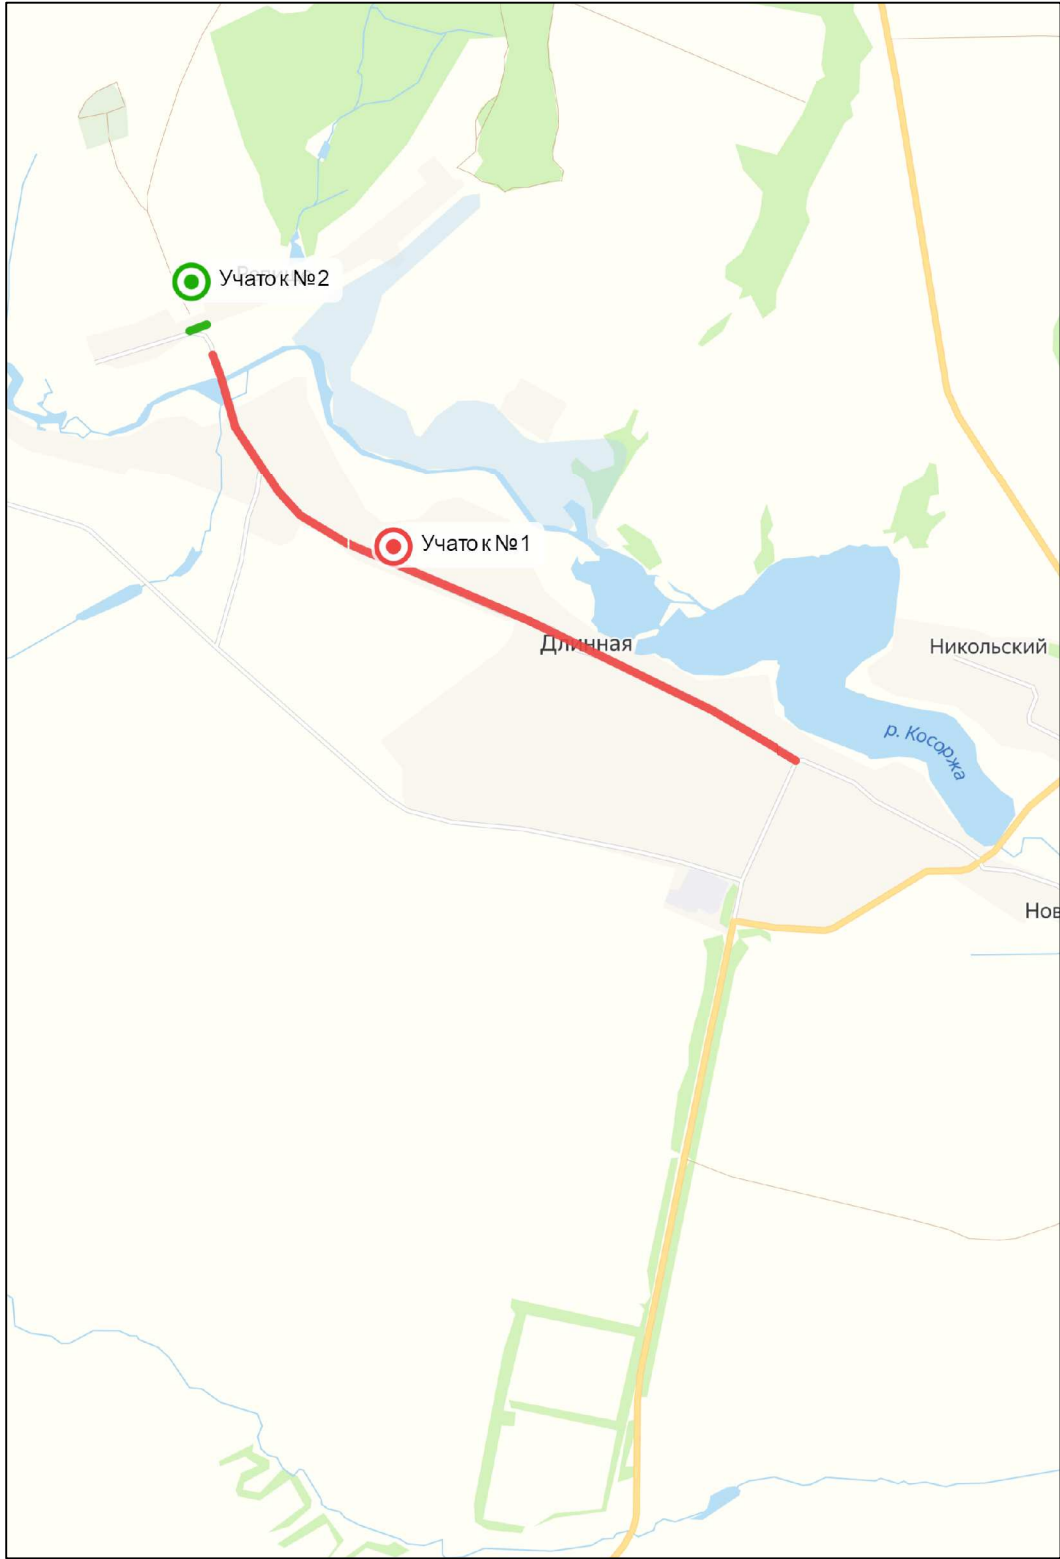 Учаток №2
Учаток №1
Длинная
Никольский
р. Косоржа
Нов